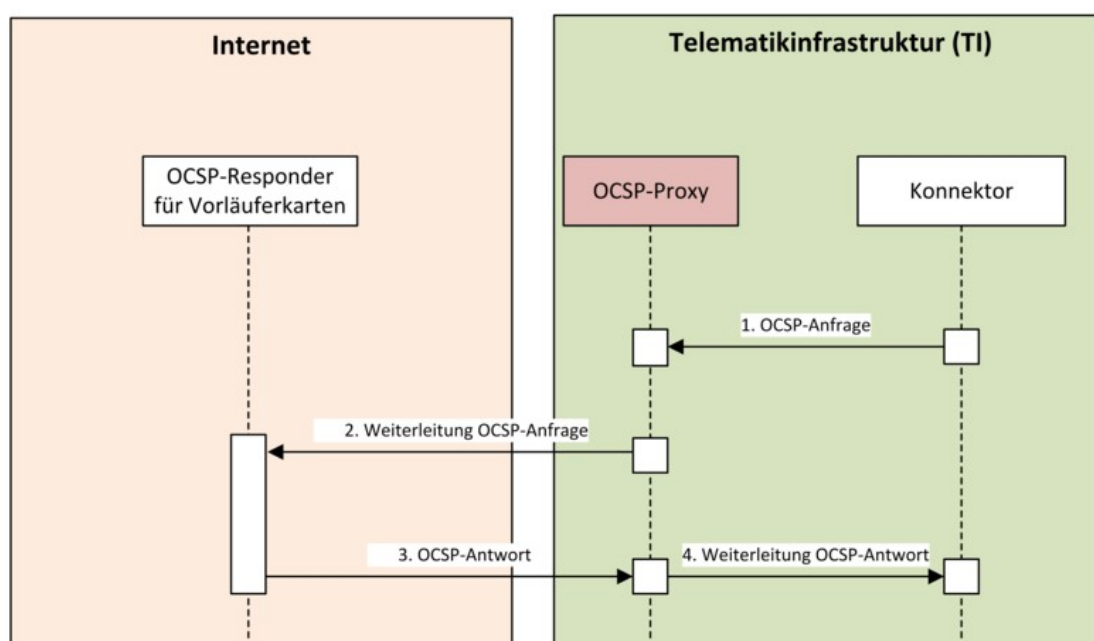 Internet
Telematikinfrastruktur (TI)
OCSP-Responder
für Vorläuferkarten
OCSP-Proxy
Konnektor
1. OCSP-Anfrage
2. Weiterleitung OCSP-Anfrage
3. OCSP-Antwort
4. Weiterleitung OCSP-Antwort